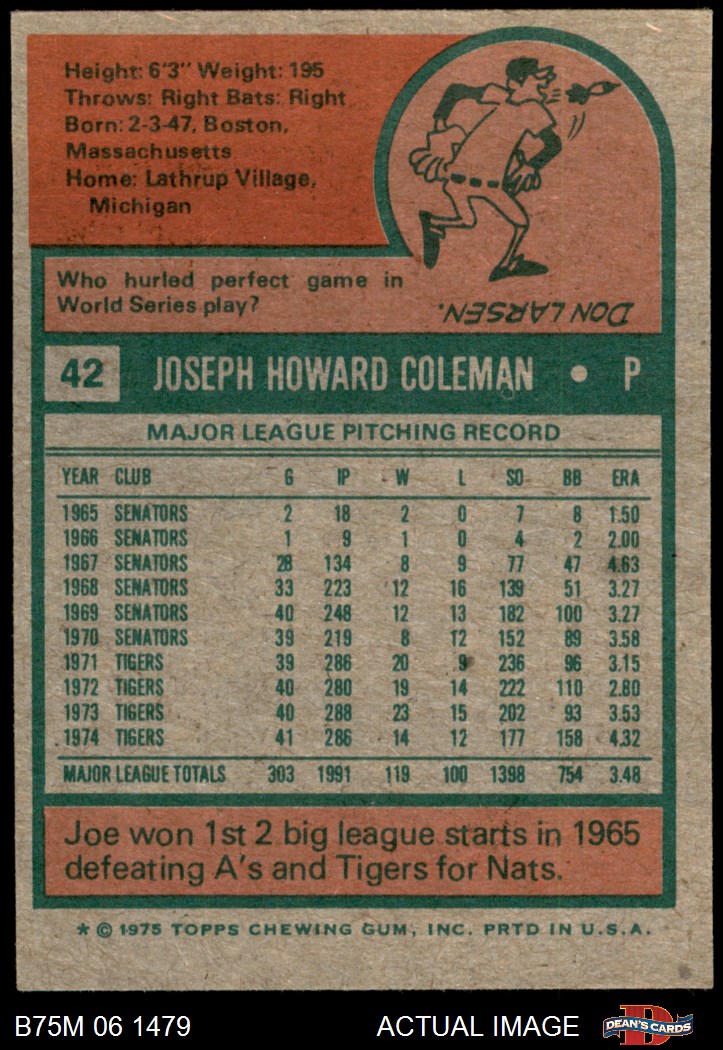 Height: 6'3" Weight: 195
Throws: Right Bats: Right
Born: 2-3-47, Boston,
Massachusetts
Home: Lathrup Village,
Michigan
Who hurled perfect game in
World Series play?
DON LARSEN.
42 JOSEPH HOWARD COLEMAN • P
MAJOR LEAGUE PITCHING RECORD
YEAR CLUB G IP W L SO BB ERA
1965 SENATORS 2 18 2 0 7 8 1.50
1966 SENATORS 1 9 1 0 4 2 2.00
1967 SENATORS 28 134 8 9 77 47 4.63
1968 SENATORS 33 223 12 16 139 51 3.27
1969 SENATORS 40 248 12 13 182 100 3.27
1970 SENATORS 39 219 8 12 152 89 3.58
1971 TIGERS 39 286 20 9 236 96 3.15
1972 TIGERS 40 280 19 14 222 110 2.80
1973 TIGERS 40 288 23 15 202 93 3.53
1974 TIGERS 41 286 14 12 177 158 4.32
MAJOR LEAGUE TOTALS 303 1991 119 100 1398 754 3.48
Joe won 1st 2 big league starts in 1965
defeating A's and Tigers for Nats.
* © 1975 TOPPS CHEWING GUM, INC. PRTD IN U.S.A.
B75M 06 1479 ACTUAL IMAGE D DEAN'S CARDS